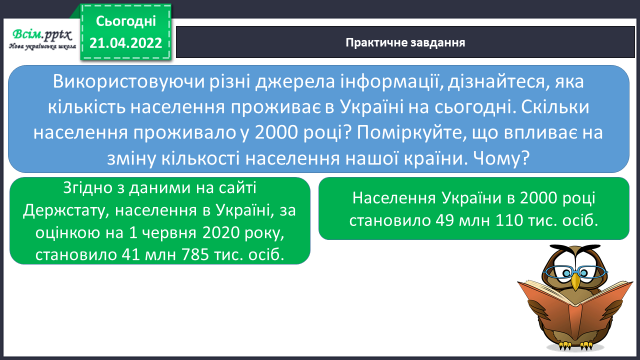 Всім.pptx
Нова українська школа
Сьогодні
21.04.2022
Практичне завдання
Використовуючи різні джерела інформації, дізнайтеся, яка
кількість населення проживає в Україні на сьогодні. Скільки
населення проживало у 2000 році? Поміркуйте, що впливає на
зміну кількості населення нашої країни. Чому?
Згідно з даними на сайті
Держстату, населення в Україні, за
оцінкою на 1 червня 2020 року,
становило 41 млн 785 тис. осіб.
Населення України в 2000 році
становило 49 млн 110 тис. осіб.